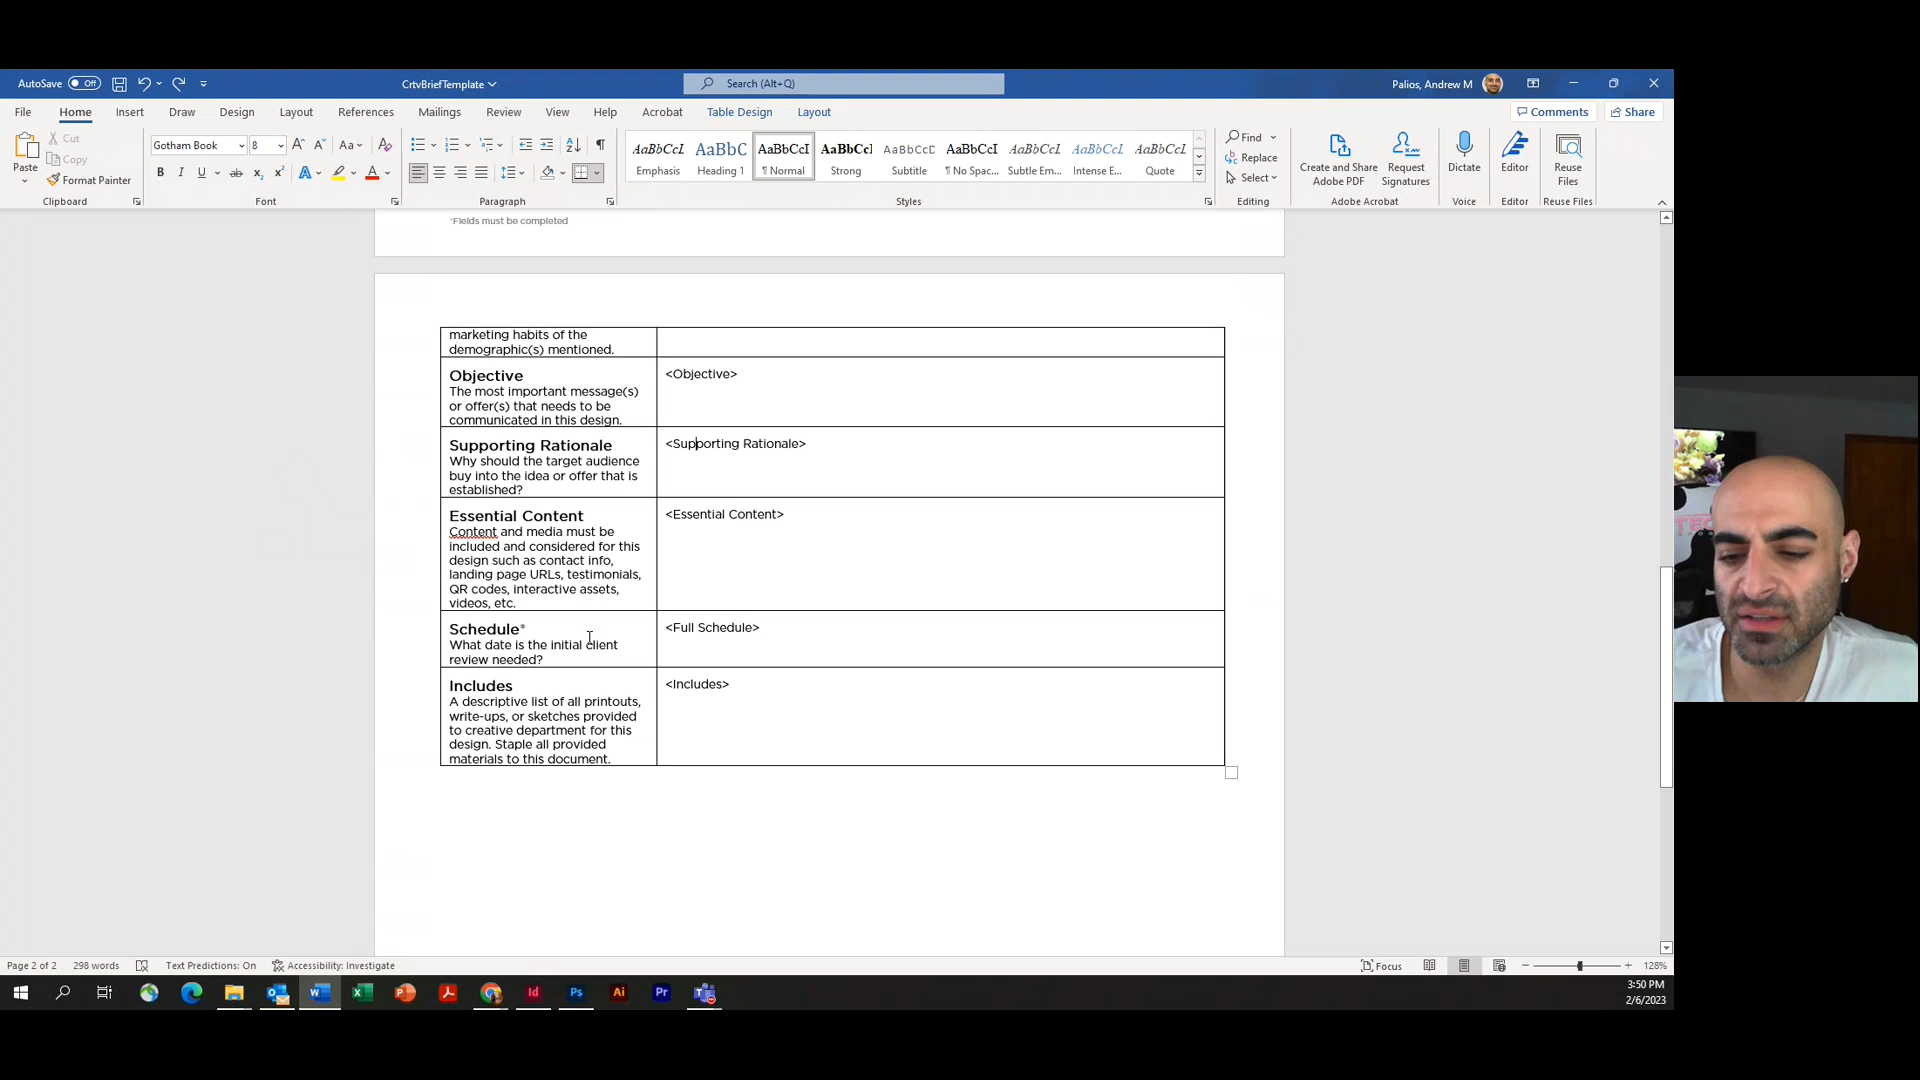 AutoSave Off
CrtvBriefTemplate
Search (Alt+Q)
Palios, Andrew M
File Home Insert Draw Design Layout References Mailings Review View Help Acrobat Table Design Layout
Comments Share
Paste
Cut
Copy
Format Painter
Clipboard
Gotham Book 8
Font
Paragraph
AaBbCcL AaBbC AaBbCcI AaBbCcl AaBbCcD AaBbCcI AaBbCcL AaBbCcL AaBbCcL
Emphasis Heading 1 ¶ Normal Strong Subtitle ¶ No Spac... Subtle Em... Intense E... Quote
Styles
Find
Replace
Select
Editing
Create and Share
Adobe PDF
Request
Signatures
Adobe Acrobat
Dictate
Voice
Editor
Editor
Reuse
Files
Reuse Files
*Fields must be completed
marketing habits of the
demographic(s) mentioned.
Objective
The most important message(s)
or offer(s) that needs to be
communicated in this design.
<Objective>
Supporting Rationale
Why should the target audience
buy into the idea or offer that is
established?
<Supporting Rationale>
Essential Content
Content and media must be
included and considered for this
design such as contact info,
landing page URLs, testimonials,
QR codes, interactive assets,
videos, etc.
<Essential Content>
Schedule*
What date is the initial client
review needed?
<Full Schedule>
Includes
A descriptive list of all printouts,
write-ups, or sketches provided
to creative department for this
design. Staple all provided
materials to this document.
<Includes>
Page 2 of 2 298 words Text Predictions: On Accessibility: Investigate
Focus
128%
3:50 PM
2/6/2023